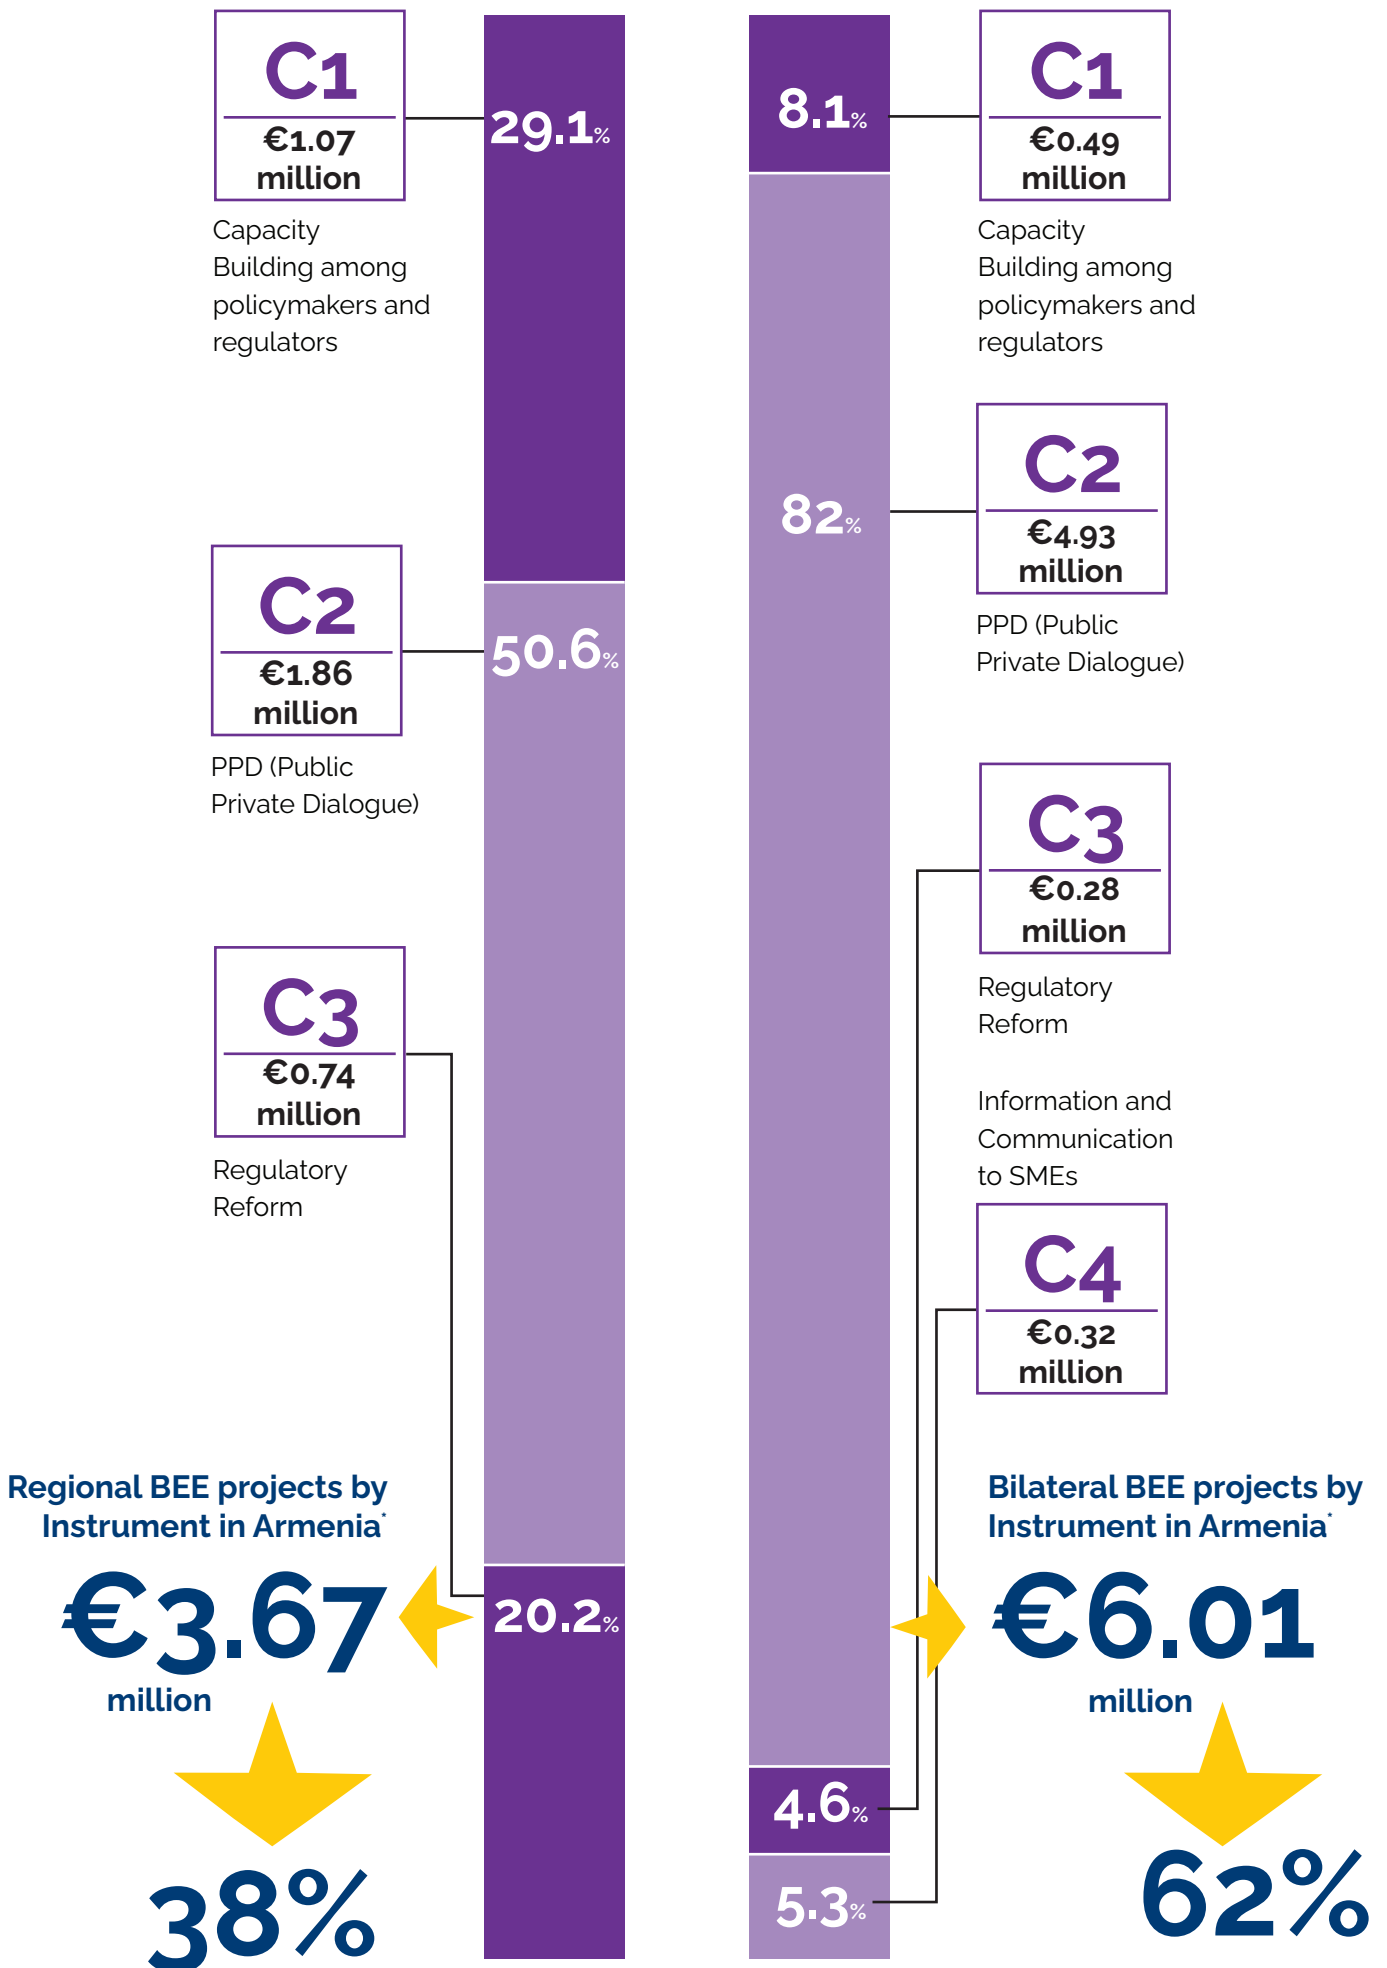 C1
€1.07
million
Capacity
Building among
policymakers and
regulators
29.1%
C2
€1.86
million
PPD (Public
Private Dialogue)
50.6%
C3
€0.74
million
Regulatory
Reform
20.2%
Regional BEE projects by
Instrument in Armenia*
€3.67
million
38%
8.1%
C1
€0.49
million
Capacity
Building among
policymakers and
regulators
82%
C2
€4.93
million
PPD (Public
Private Dialogue)
C3
€0.28
million
Regulatory
Reform
Information and
Communication
to SMEs
C4
€0.32
million
4.6%
5.3%
Bilateral BEE projects by
Instrument in Armenia*
€6.01
million
62%